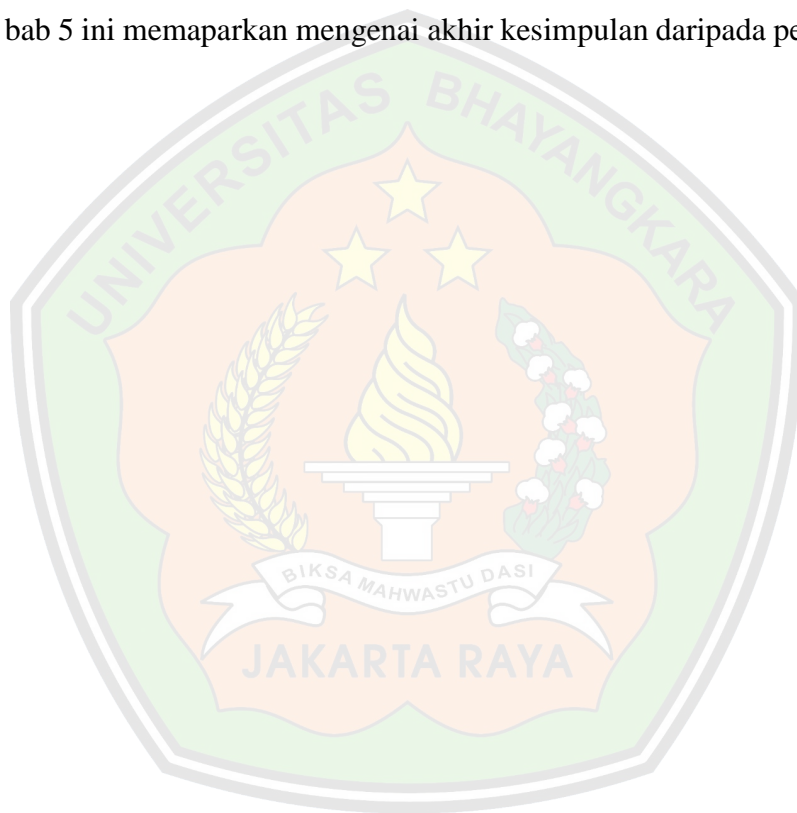 bab 5 ini memaparkan mengenai akhir kesimpulan daripada pe
UNIVERSITAS BHAYANGKARA
BIKSA MAHWASTU DASI
JAKARTA RAYA